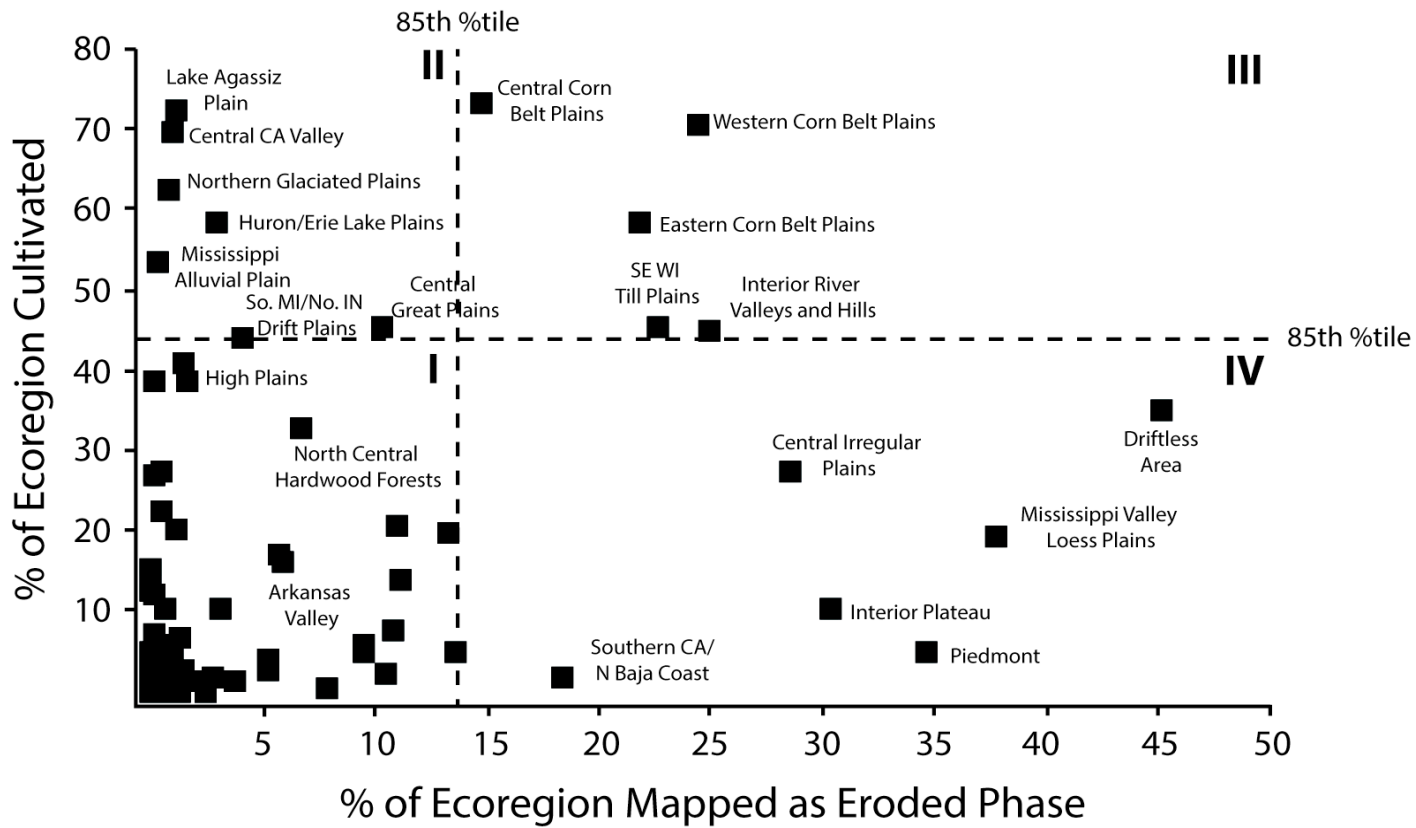 85th %tile
80
70
60
50
40
30
20
10
% of Ecoregion Cultivated
II
III
I
IV
85th %tile
Lake Agassiz
Plain
Central CA Valley
Northern Glaciated Plains
Huron/Erie Lake Plains
Mississippi
Alluvial Plain
So. MI/No. IN
Drift Plains
Central
Great Plains
Central Corn
Belt Plains
Western Corn Belt Plains
Eastern Corn Belt Plains
SE WI
Till Plains
Interior River
Valleys and Hills
High Plains
North Central
Hardwood Forests
Arkansas
Valley
Central Irregular
Plains
Driftless
Area
Mississippi Valley
Loess Plains
Interior Plateau
Piedmont
Southern CA/
N Baja Coast
5 10 15 20 25 30 35 40 45 50
% of Ecoregion Mapped as Eroded Phase